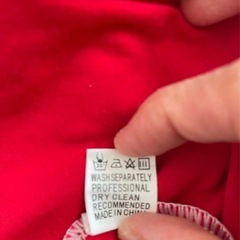 WASH SEPARATELY
PROFESSIONAL
DRY CLEAN
RECOMMENDED
MADE IN CHINA